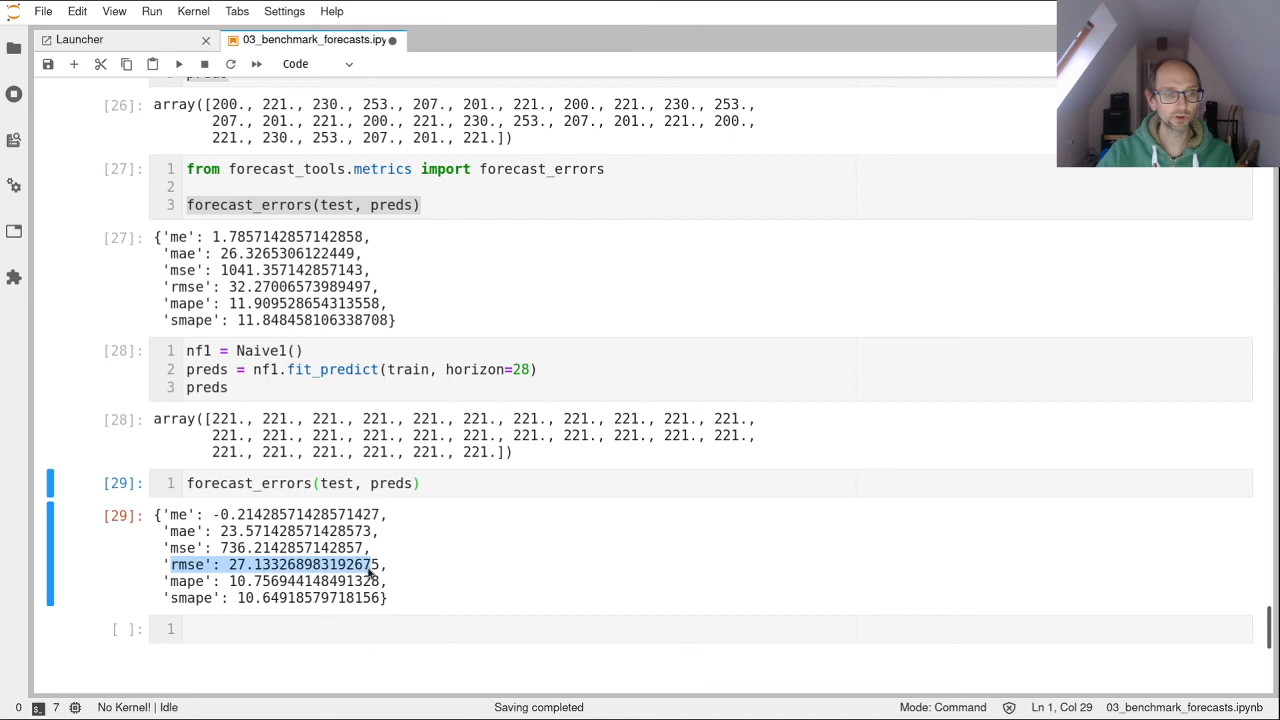 File Edit View Run Kernel Tabs Settings Help
Launcher
03_benchmark_forecasts.ipy
Code
preds
[26]: array([200., 221., 230., 253., 207., 201., 221., 200., 221., 230., 253.,
207., 201., 221., 200., 221., 230., 253., 207., 201., 221., 200.,
221., 230., 253., 207., 201., 221.])
[27]: 1 from forecast_tools.metrics import forecast_errors
2
3 forecast_errors(test, preds)
[27]: {'me': 1.7857142857142858,
'mae': 26.3265306122449,
'mse': 1041.357142857143,
'rmse': 32.27006573989497,
'mape': 11.909528654313558,
'smape': 11.848458106338708}
[28]: 1 nf1 = Naive1()
2 preds = nf1.fit_predict(train, horizon=28)
3 preds
[28]: array([221., 221., 221., 221., 221., 221., 221., 221., 221., 221., 221.,
221., 221., 221., 221., 221., 221., 221., 221., 221., 221., 221.,
221., 221., 221., 221., 221., 221.])
[29]: 1 forecast_errors(test, preds)
[29]: {'me': -0.21428571428571427,
'mae': 23.571428571428573,
'mse': 736.2142857142857,
'rmse': 27.133268983192675,
'mape': 10.756944148491328,
'smape': 10.64918579718156}
[ ]: 1
0 7 No Kernel! | Idle Saving completed Mode: Command Ln 1, Col 29 03_benchmark_forecasts.ipynb